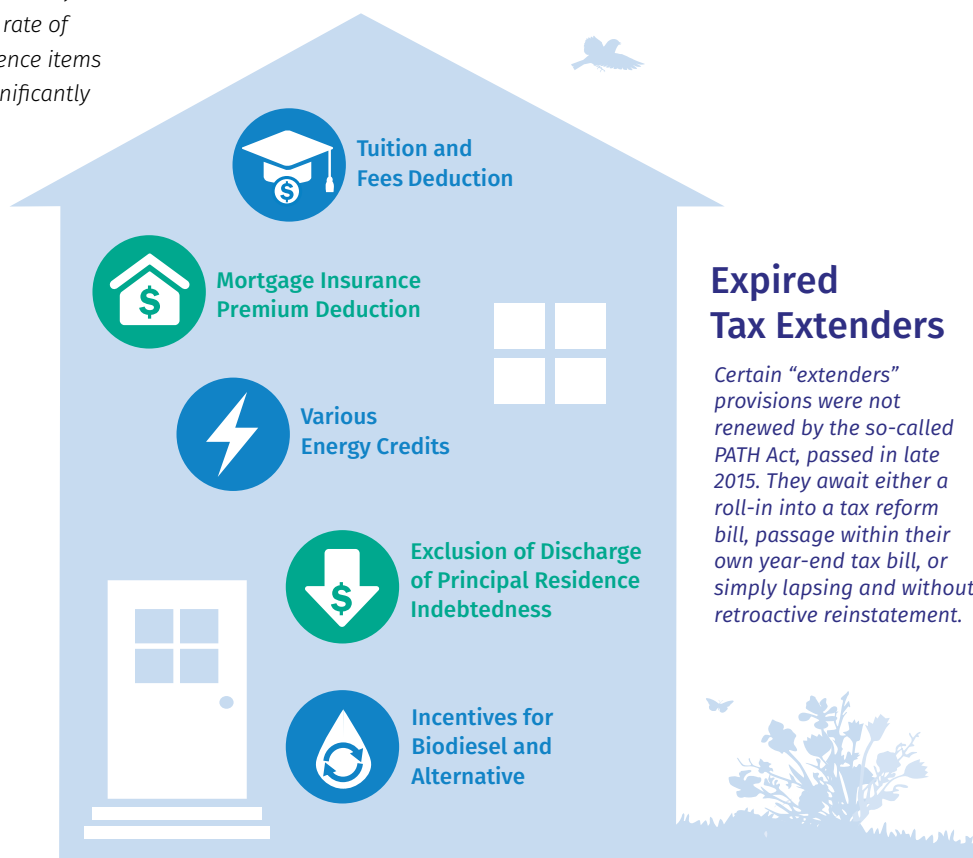 rate of
items
Tuition and
Fees Deduction
Mortgage Insurance
Premium Deduction
Various
Energy Credits
Exclusion of Discharge
of Principal Residence
Indebtedness
Incentives for
Biodiesel and
Alternative
Expired
Tax Extenders
Certain “extenders”
provisions were not
renewed by the so-called
PATH Act, passed in late
2015. They await either a
roll-in into a tax reform
bill, passage within their
own year-end tax bill, or
simply lapsing and without
retroactive reinstatement.